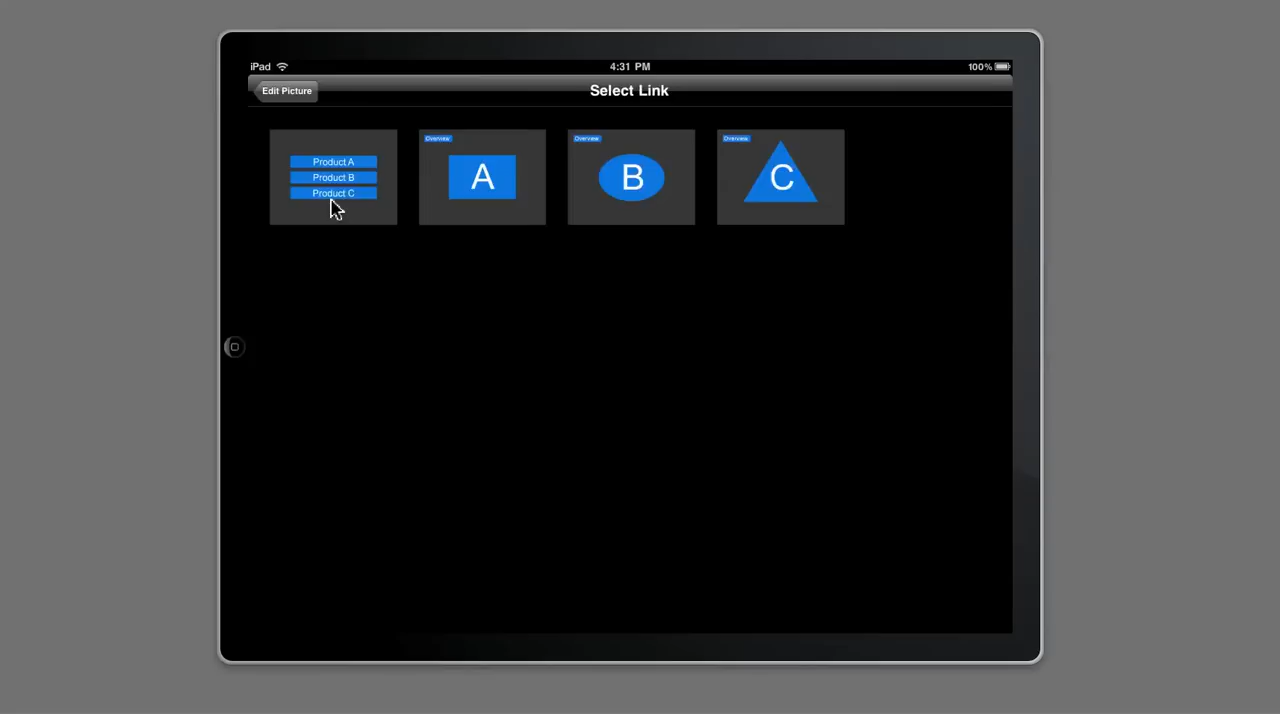 iPad 4:31 PM 100%
Edit Picture Select Link
Product A
Product B
Product C
Overview
A
Overview
B
Overview
C